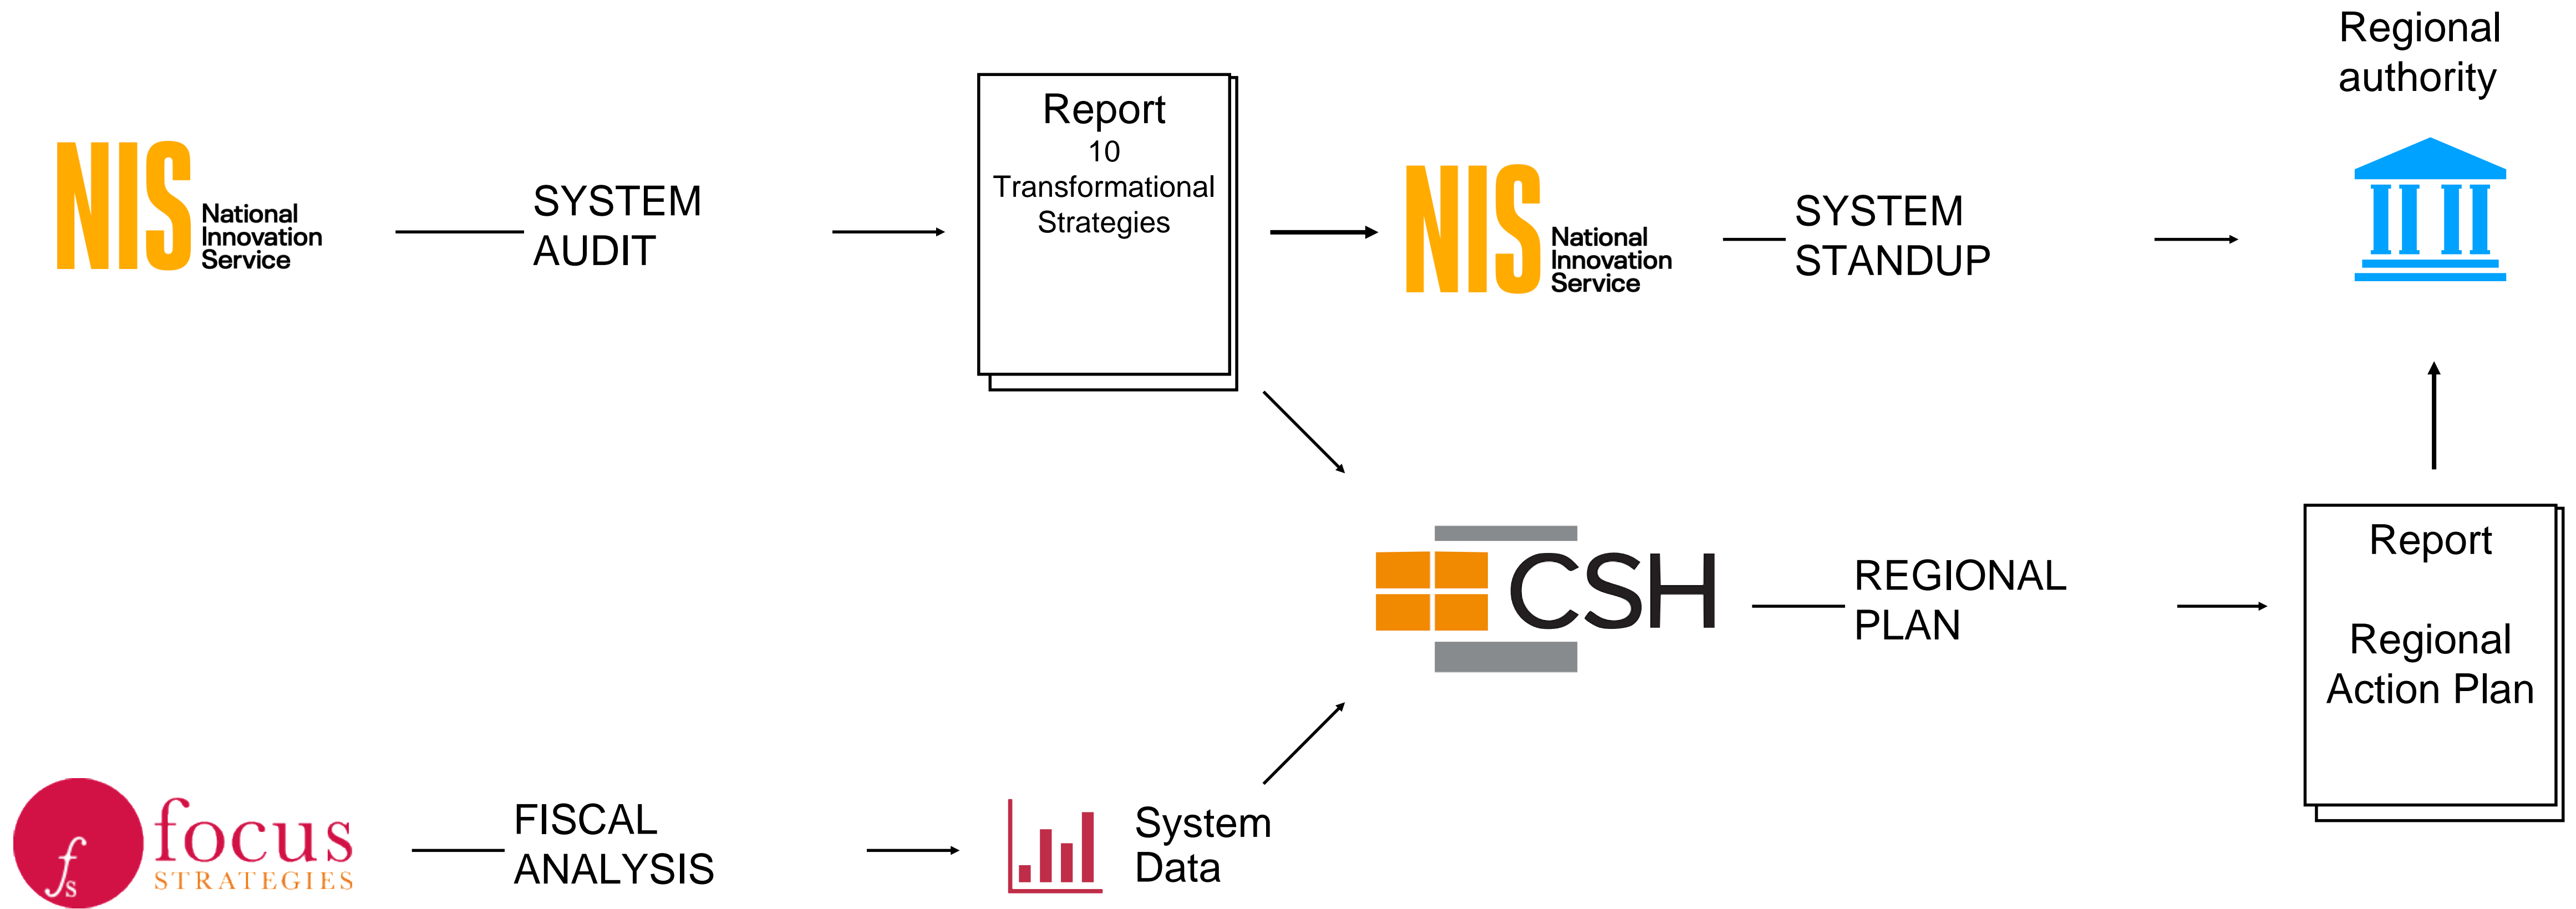 Regional
authority
NIS
National
Innovation
Service
SYSTEM
AUDIT
Report
10
Transformational
Strategies
NIS
National
Innovation
Service
SYSTEM
STANDUP
CSH
REGIONAL
PLAN
Report
Regional
Action Plan
fs
focus
STRATEGIES
FISCAL
ANALYSIS
System
Data